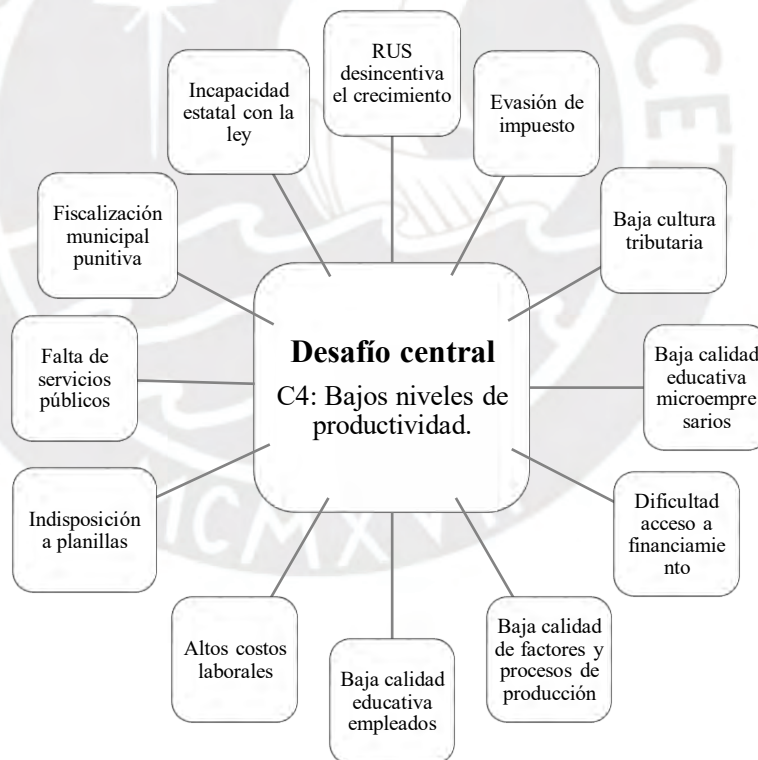 RUS
desincentiva
el crecimiento
Evasión de
impuesto
Baja cultura
tributaria
Baja calidad
educativa
microempre
sarios
Dificultad
acceso a
financiamie
nto
Baja calidad
de factores y
procesos de
producción
Baja calidad
educativa
empleados
Altos costos
laborales
Indisposición
a planillas
Falta de
servicios
públicos
Fiscalización
municipal
punitiva
Incapacidad
estatal con la
ley
Desafío central
C4: Bajos niveles de
productividad.